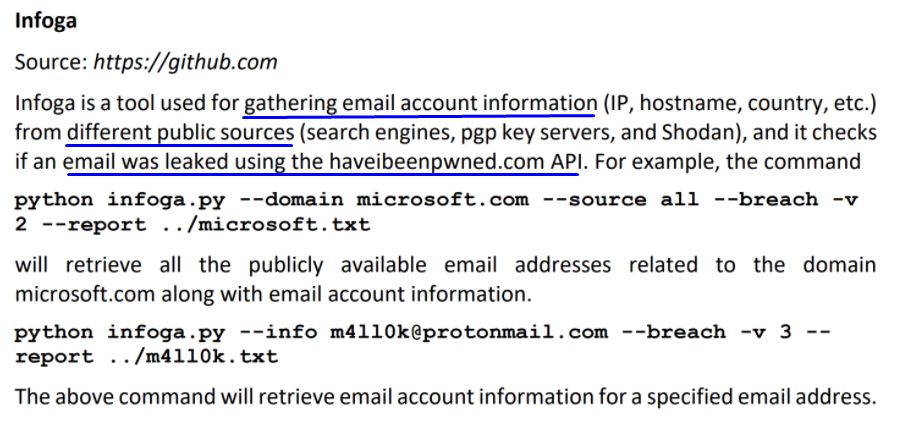 Infoga
Source: https://github.com
Infoga is a tool used for gathering email account information (IP, hostname, country, etc.)
from different public sources (search engines, pgp key servers, and Shodan), and it checks
if an email was leaked using the haveibeenpwned.com API. For example, the command
python infoga.py --domain microsoft.com --source all --breach -v
2 --report ../microsoft.txt
will retrieve all the publicly available email addresses related to the domain
microsoft.com along with email account information.
python infoga.py --info m4ll0k@protonmail.com --breach -v 3 --
report ../m4ll0k.txt
The above command will retrieve email account information for a specified email address.